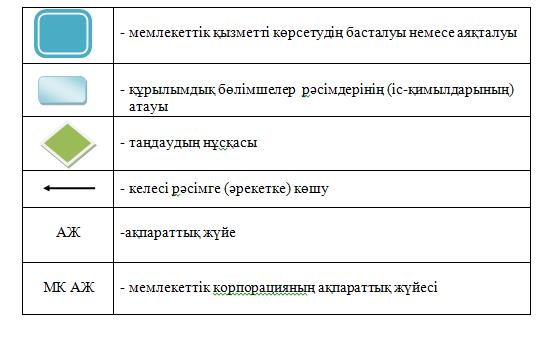 - мемлекеттік қызметті көрсетудің басталуы немесе аяқталуы
- құрылымдық бөлімшелер рәсімдерінің (іс-қимылдарының)
атауы
- таңдаудың нұсқасы
- келесі рәсімге (әрекетке) көшу
АЖ -ақпараттық жүйе
МК АЖ - мемлекеттік корпорацияның ақпараттық жүйесі